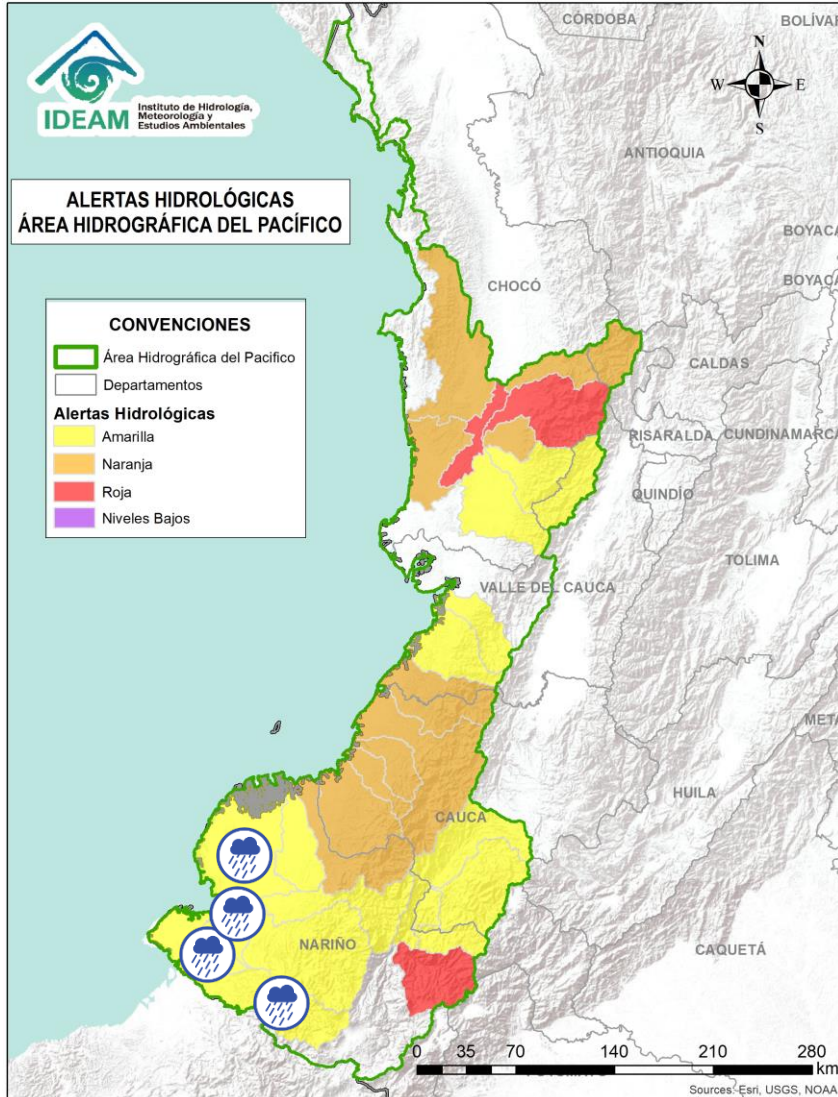 CÓRDOBA
BOLÍVAR
IDEAM
Instituto de Hidrología,
Meteorología y
Estudios Ambientales
N
W
E
S
ANTIOQUIA
ALERTAS HIDROLÓGICAS
ÁREA HIDROGRÁFICA DEL PACÍFICO
BOYACÁ
BOYACÁ
CHOCÓ
CONVENCIONES
Área Hidrográfica del Pacifico
Departamentos
Alertas Hidrológicas
Amarilla
Naranja
Roja
Niveles Bajos
CALDAS
RISARALDA
CUNDINAMARCA
QUINDÍO
TOLIMA
VALLE DEL CAUCA
META
HUILA
CAUCA
NARIÑO
CAQUETÁ
0 35 70 140 210 280
km
Sources: Esri, USGS, NOAA